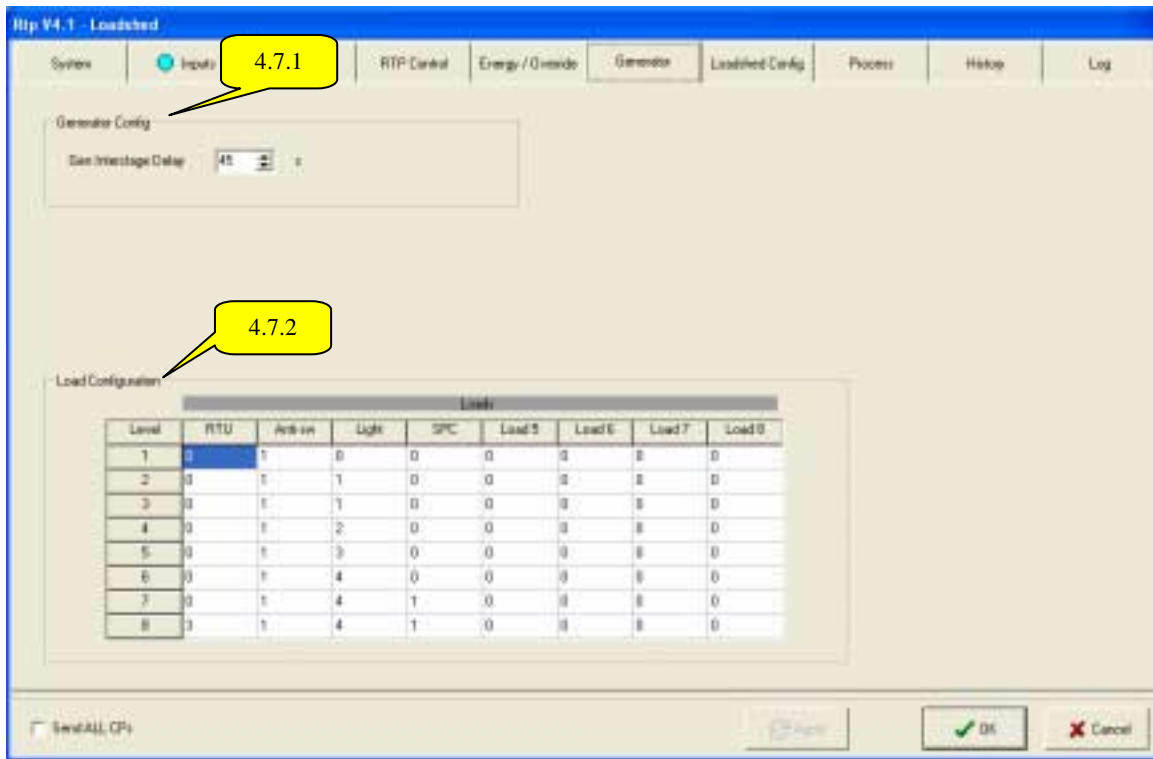 Rtp V4.1 - Loadshed
System Inputs RTP Control Energy / Override Generator Loadshed Config Process History Log
4.7.1
Generator Config
Gen Interstage Delay 45 s
4.7.2
Load Configuration
Loads
Level RTU Anti-sw Light SPC Load 5 Load 6 Load 7 Load 8
1 0 1 0 0 0 0 0 0
2 0 1 1 0 0 0 0 0
3 0 1 1 0 0 0 0 0
4 0 1 2 0 0 0 0 0
5 0 1 3 0 0 0 0 0
6 0 1 4 0 0 0 0 0
7 0 1 4 1 0 0 0 0
8 3 1 4 1 0 0 0 0
Send ALL CPs Apply OK Cancel